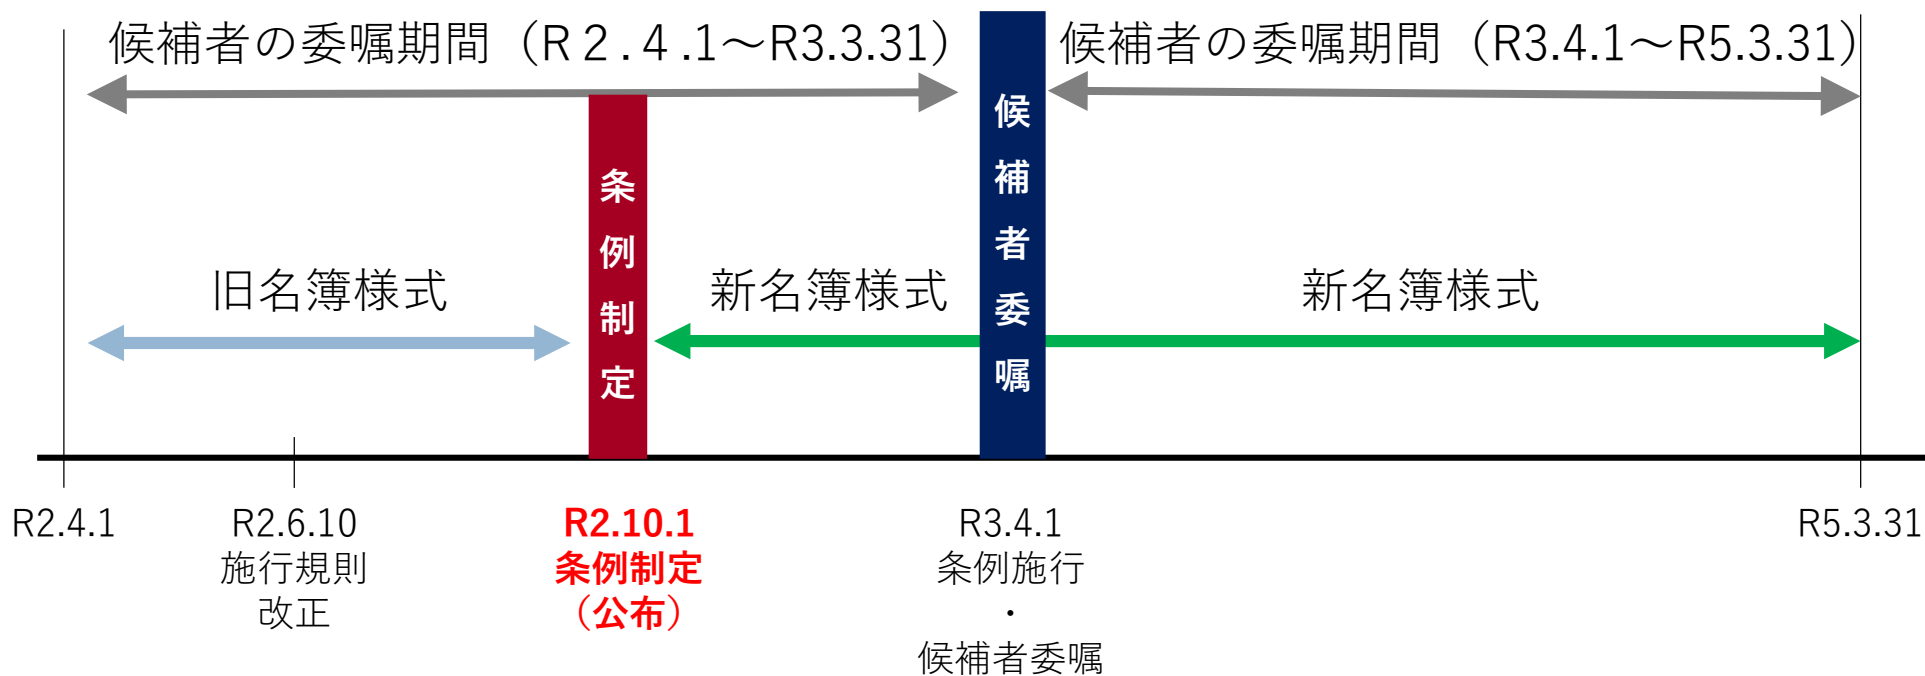 候補者の委嘱期間（R２.４.1～R3.3.31）
候補者の委嘱期間（R3.4.1～R5.3.31）
条例制定
候補者委嘱
旧名簿様式
新名簿様式
新名簿様式
R2.4.1
R2.6.10
施行規則
改正
R2.10.1
条例制定
（公布）
R3.4.1
条例施行
・
候補者委嘱
R5.3.31